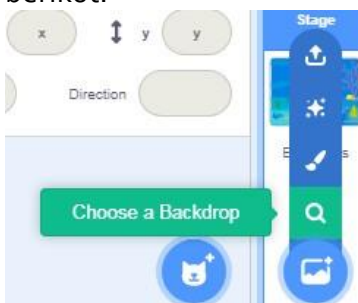 berikut.
Stage
x y y
Direction
Choose a Backdrop